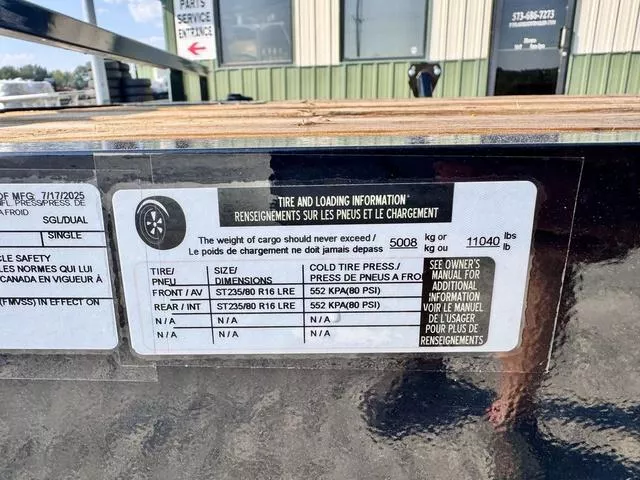 PARTS
SERVICE
ENTRANCE
573-686-7273
OF MFG: 7/17/2025
NFL. PRESS/PRESS. DE
A FROID
SGL/DUAL
SINGLE
CLE SAFETY
LES NORMES QUI LUI
CANADA EN VIGUEUR À
(FMVSS) IN EFFECT ON
TIRE AND LOADING INFORMATION
RENSEIGNEMENTS SUR LES PNEUS ET LE CHARGEMENT
The weight of cargo should never exceed / 5008 kg or 11040 lbs
Le poids de chargement ne doit jamais depass kg ou lb
TIRE/ SIZE/ COLD TIRE PRESS./
PNEU DIMENSIONS PRESS DE PNEUS A FROI
FRONT / AV ST235/80 R16 LRE 552 KPA(80 PSI)
REAR / INT ST235/80 R16 LRE 552 KPA(80 PSI)
N/A N/A N/A
N/A N/A N/A
SEE OWNER'S
MANUAL FOR
ADDITIONAL
INFORMATION
VOIR LE MANUEL
DE L'USAGER
POUR PLUS DE
RENSEIGNEMENTS